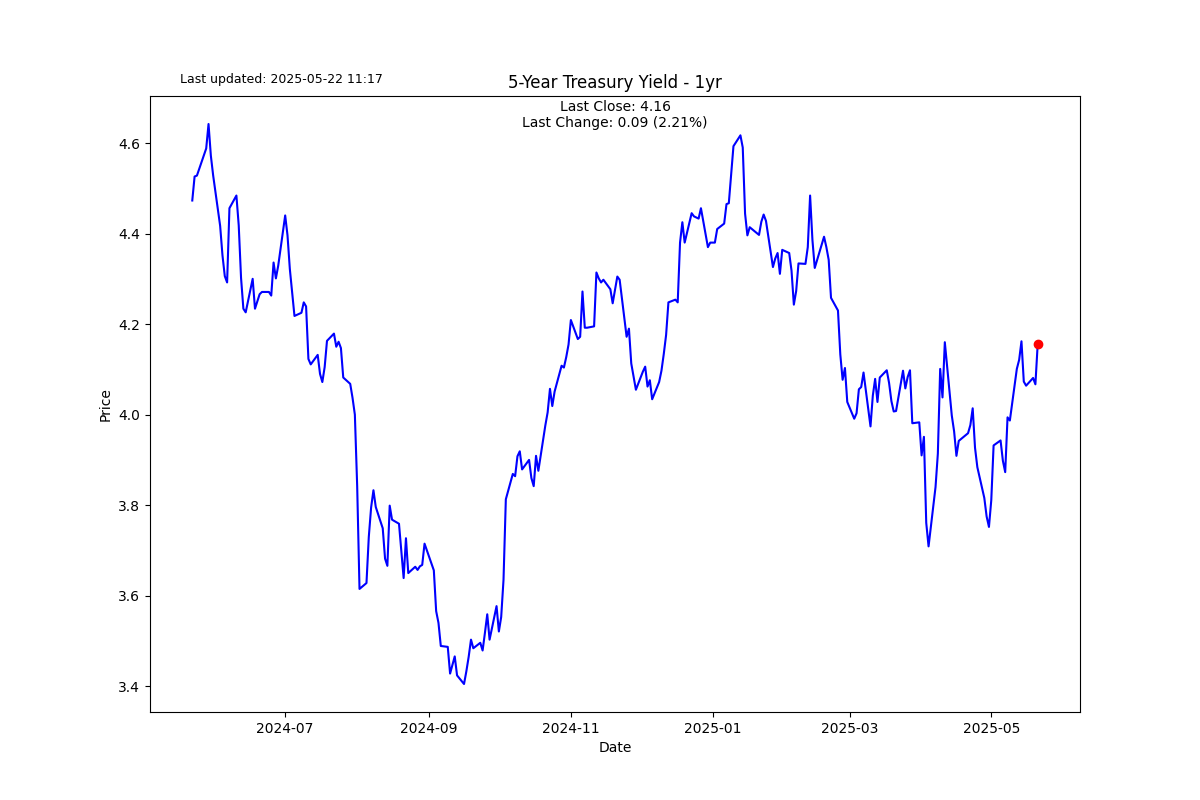 Last updated: 2025-05-22 11:17
5-Year Treasury Yield - 1yr
Last Close: 4.16
Last Change: 0.09 (2.21%)
4.6
4.4
4.2
4.0
3.8
3.6
3.4
Price
2024-07
2024-09
2024-11
2025-01
2025-03
2025-05
Date